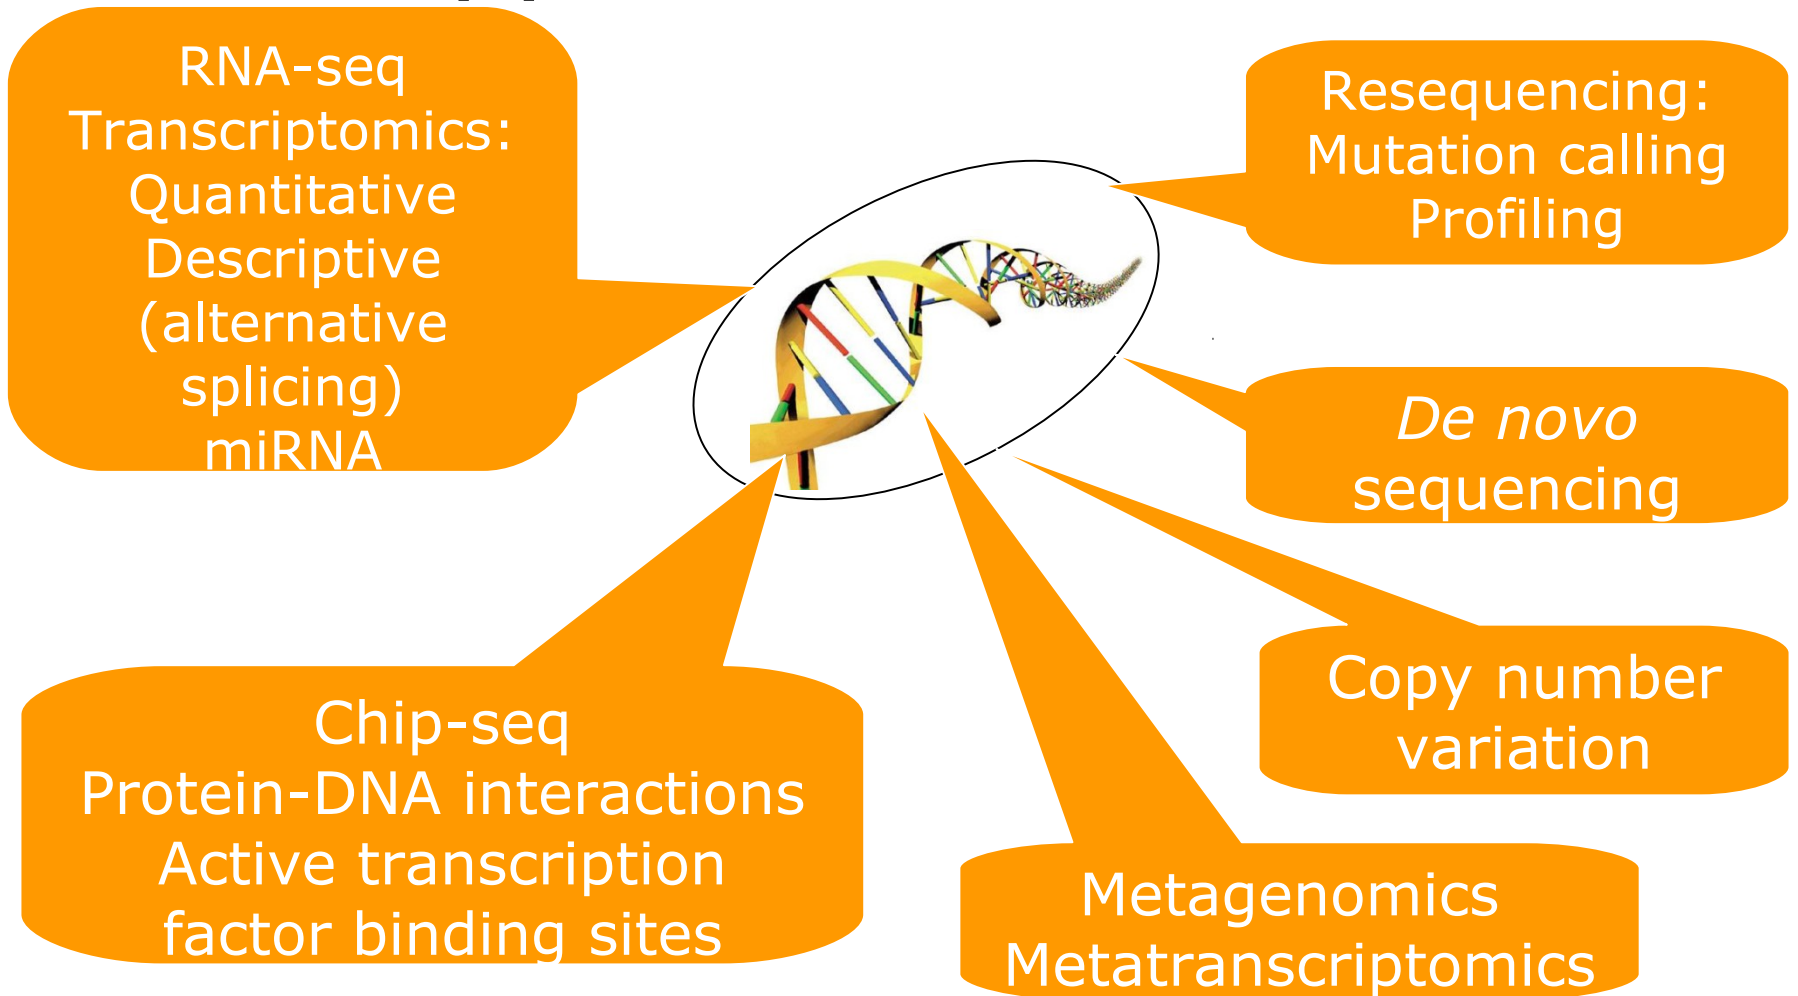 RNA-seq
Transcriptomics:
Quantitative
Descriptive
(alternative
splicing)
miRNA
Resequencing:
Mutation calling
Profiling
De novo
sequencing
Copy number
variation
Chip-seq
Protein-DNA interactions
Active transcription
factor binding sites
Metagenomics
Metatranscriptomics